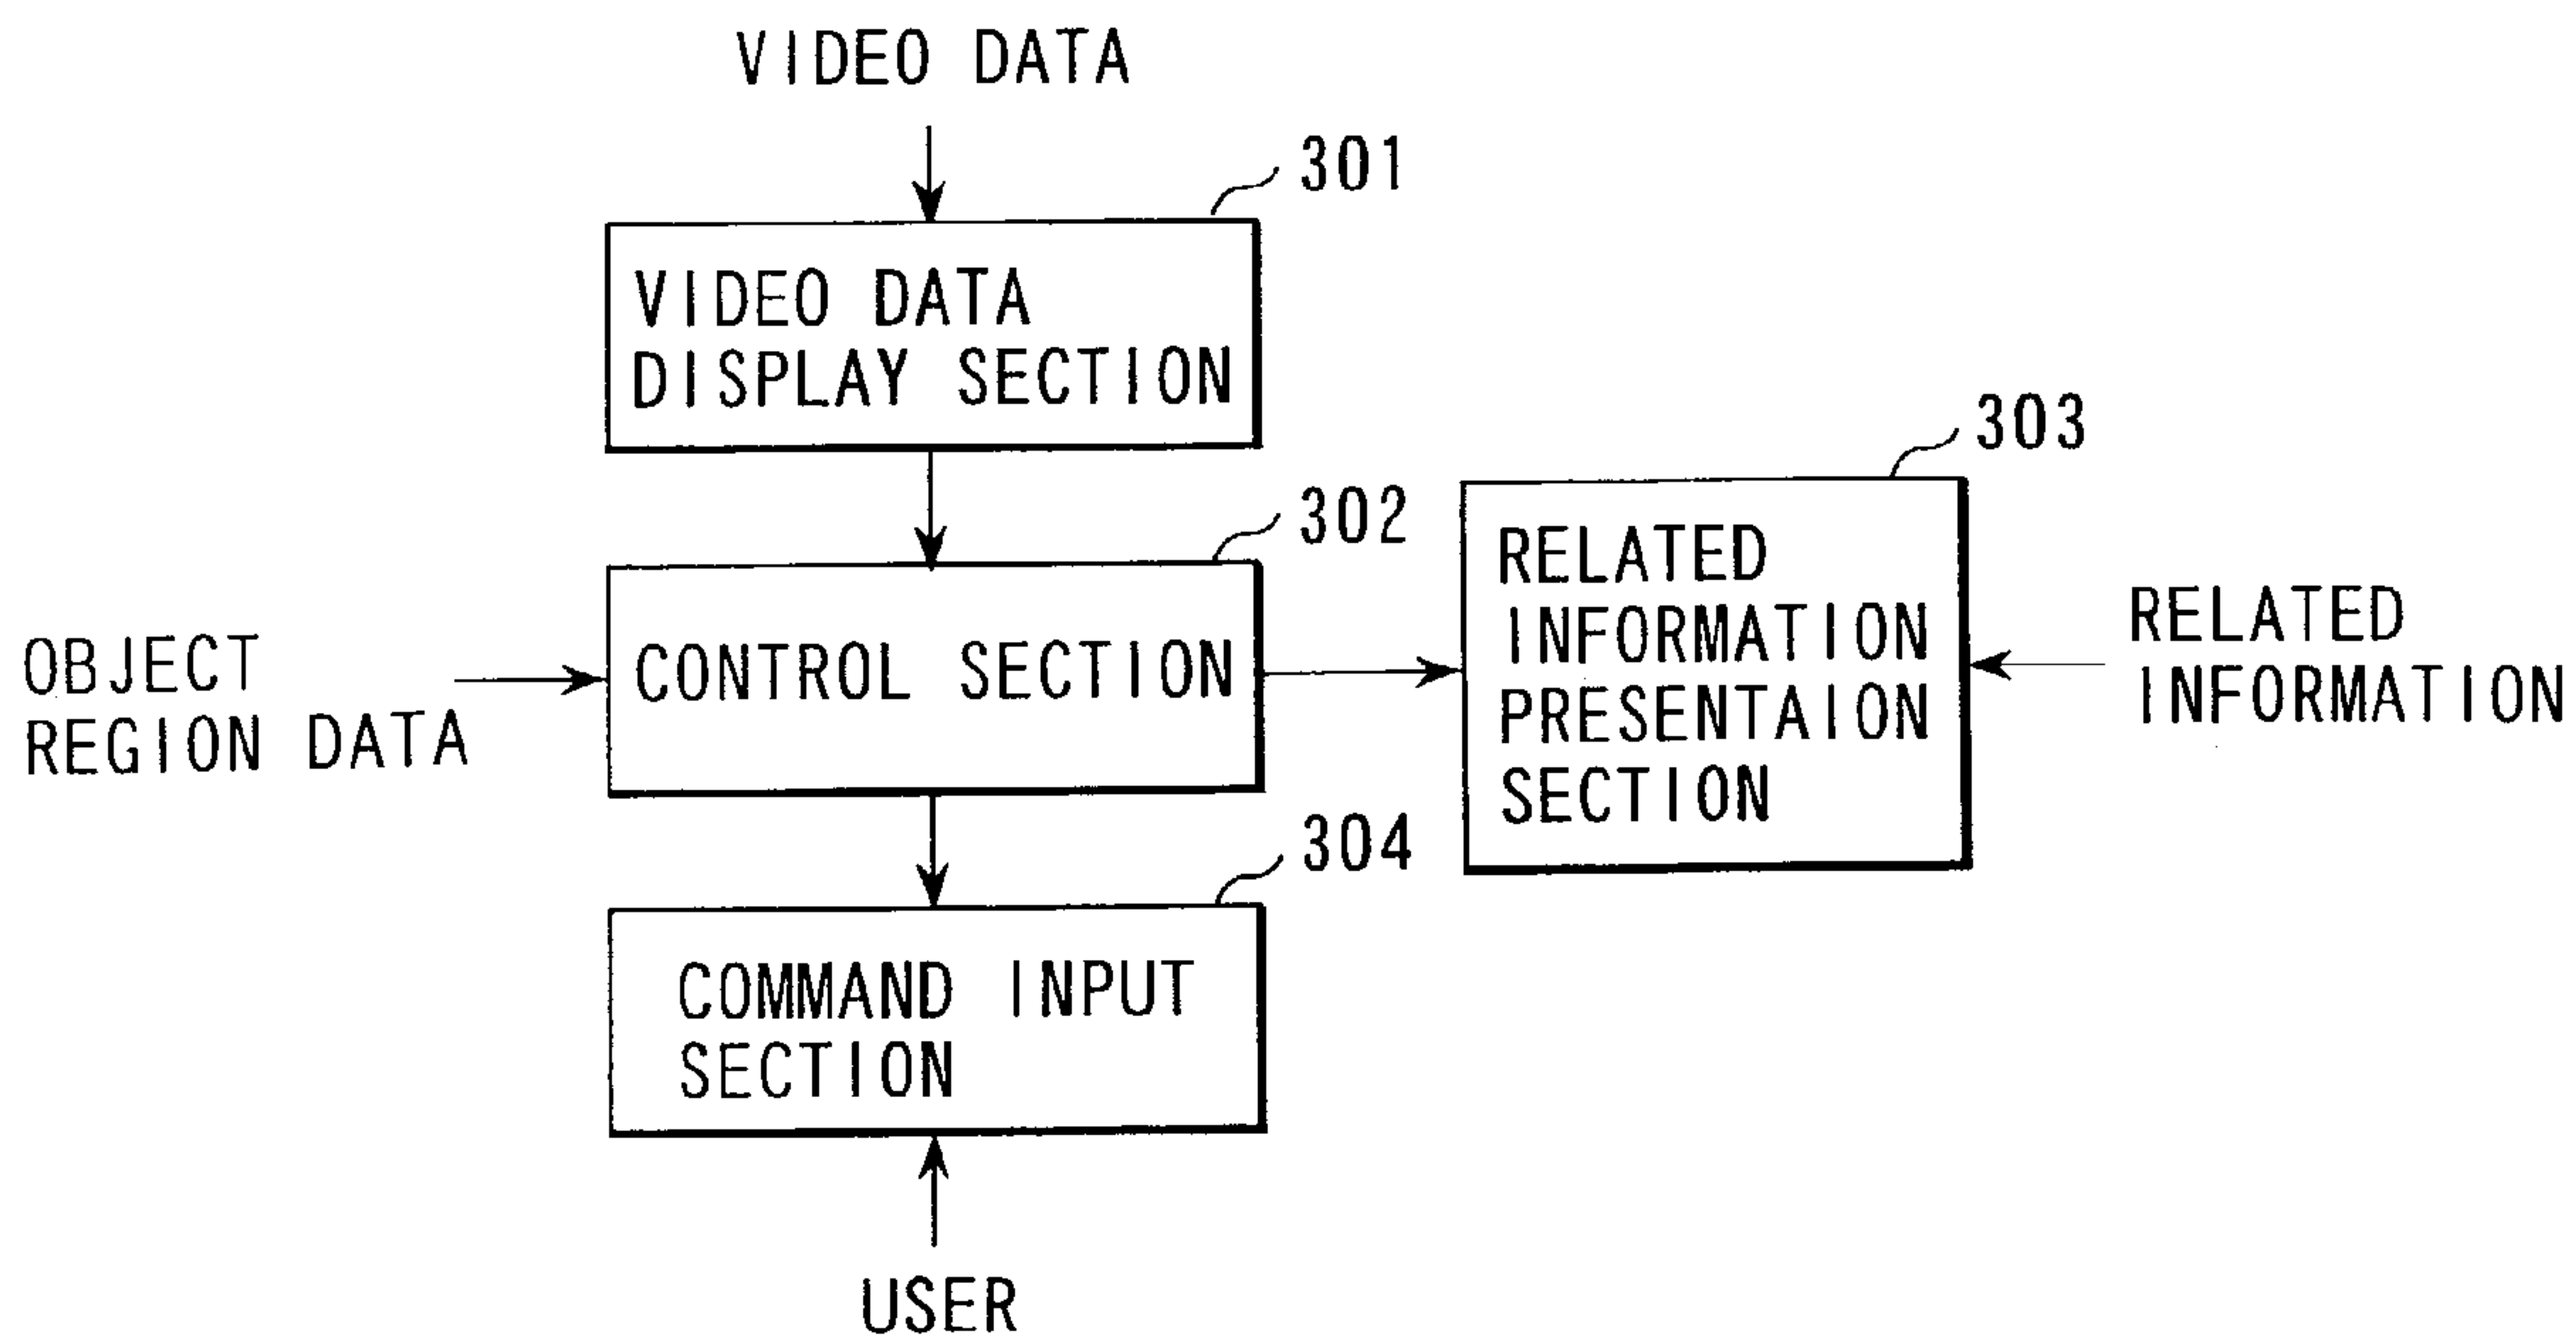 VIDEO DATA
301
VIDEO DATA
DISPLAY SECTION
302
CONTROL SECTION
OBJECT
REGION DATA
303
RELATED
INFORMATION
PRESENTAION
SECTION
RELATED
INFORMATION
304
COMMAND INPUT
SECTION
USER